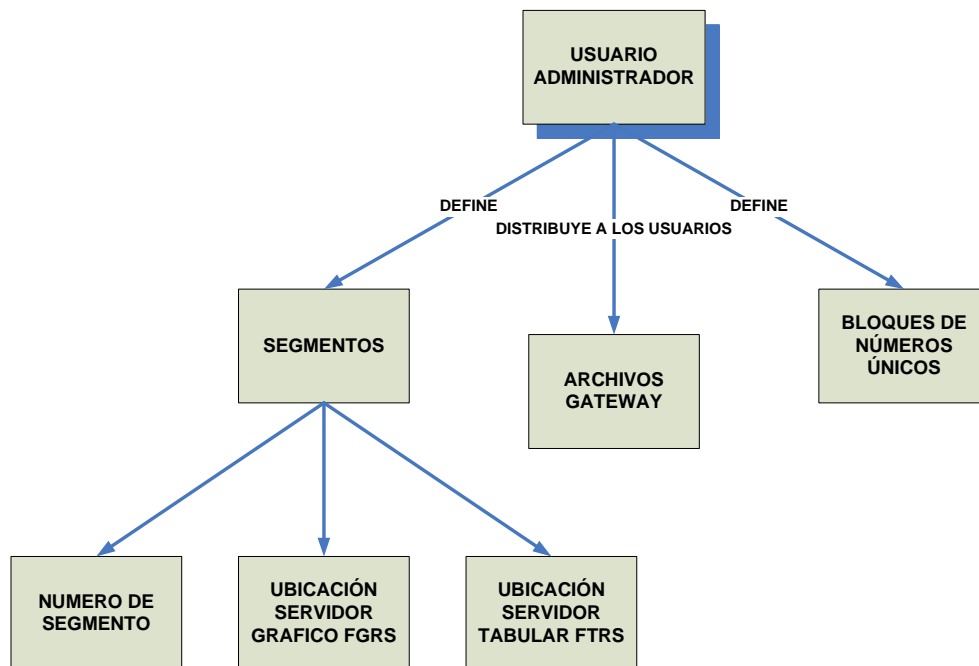 USUARIO
ADMINISTRADOR
DEFINE
DEFINE
DISTRIBUYE A LOS USUARIOS
SEGMENTOS
ARCHIVOS
GATEWAY
BLOQUES DE
NÚMEROS
ÚNICOS
NUMERO DE
SEGMENTO
UBICACIÓN
SERVIDOR
GRAFICO FGRS
UBICACIÓN
SERVIDOR
TABULAR FTRS